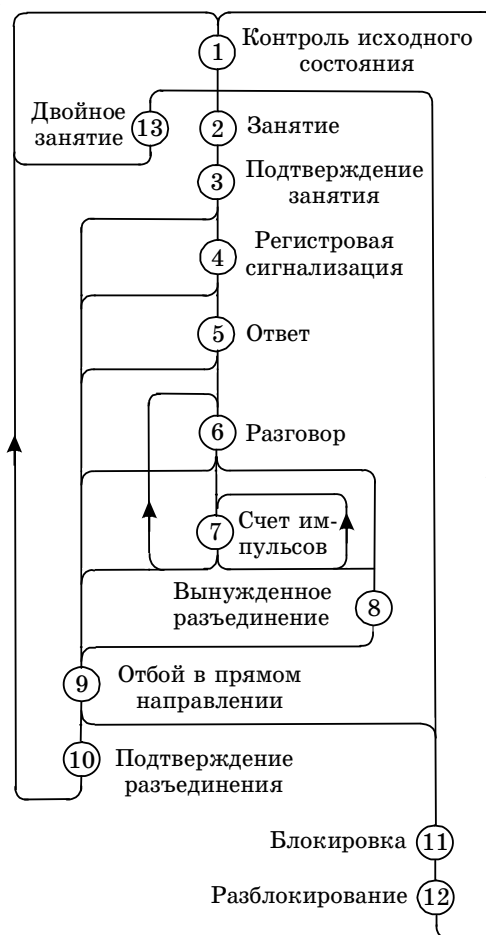 1
Контроль исходного
состояния
Двойное
занятие
13
2
Занятие
3
Подтверждение
занятия
4
Регистровая
сигнализация
5
Ответ
6
Разговор
7
Счет им-
пульсов
Вынужденное
разъединение
8
9
Отбой в прямом
направлении
10
Подтверждение
разъединения
Блокировка
11
Разблокирование
12